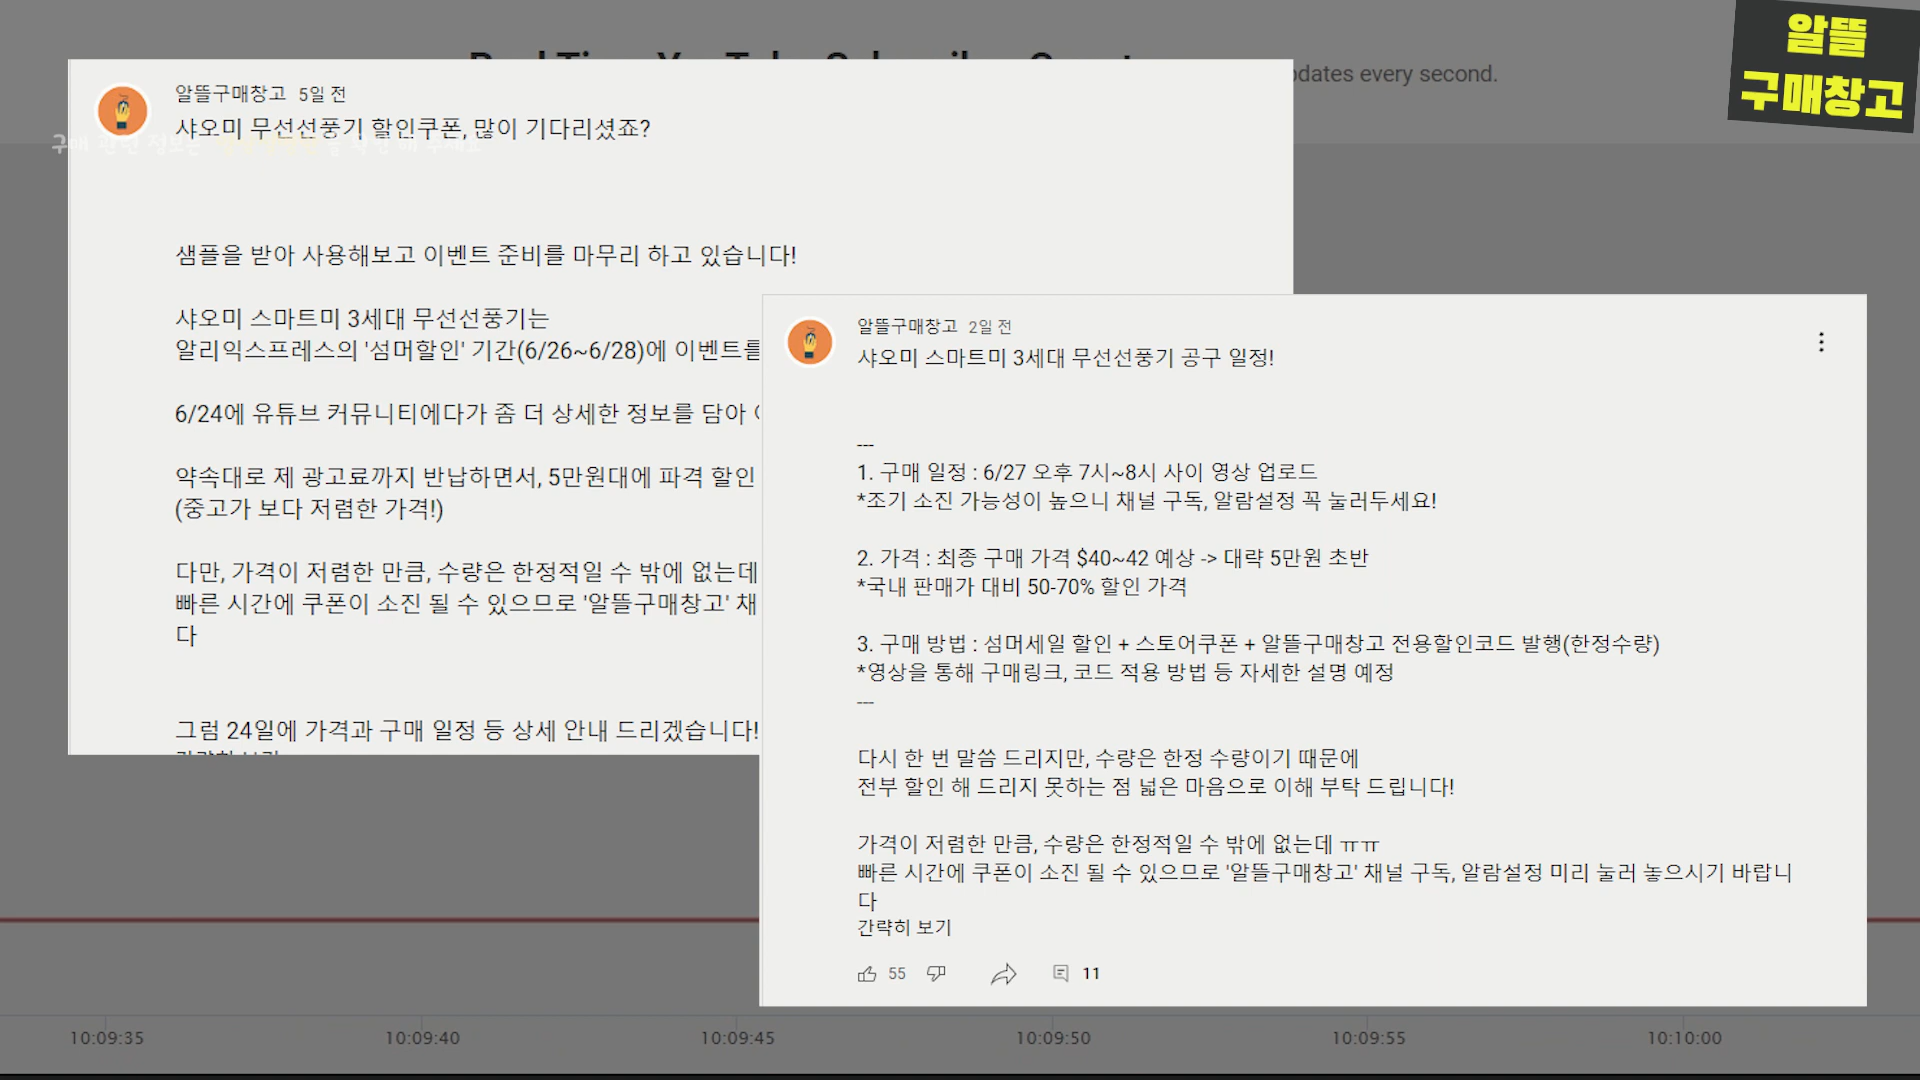 알뜰
구매창고
pdates every second.
알뜰구매창고 5일 전
샤오미 무선선풍기 할인쿠폰, 많이 기다리셨죠?
샘플을 받아 사용해보고 이벤트 준비를 마무리 하고 있습니다!
샤오미 스마트미 3세대 무선선풍기는
알리익스프레스의 '섬머할인' 기간(6/26~6/28)에 이벤트를
6/24에 유튜브 커뮤니티에다가 좀 더 상세한 정보를 담아
약속대로 제 광고료까지 반납하면서, 5만원대에 파격 할인
(중고가 보다 저렴한 가격!)
다만, 가격이 저렴한 만큼, 수량은 한정적일 수 밖에 없는데
빠른 시간에 쿠폰이 소진 될 수 있으므로 '알뜰구매창고' 채
다
그럼 24일에 가격과 구매 일정 등 상세 안내 드리겠습니다!
알뜰구매창고 2일 전
샤오미 스마트미 3세대 무선선풍기 공구 일정!
---
1. 구매 일정 : 6/27 오후 7시~8시 사이 영상 업로드
*조기 소진 가능성이 높으니 채널 구독, 알람설정 꼭 눌러두세요!
2. 가격 : 최종 구매 가격 $40~42 예상 -> 대략 5만원 초반
*국내 판매가 대비 50-70% 할인 가격
3. 구매 방법 : 섬머세일 할인 + 스토어쿠폰 + 알뜰구매창고 전용할인코드 발행(한정수량)
*영상을 통해 구매링크, 코드 적용 방법 등 자세한 설명 예정
---
다시 한 번 말씀 드리지만, 수량은 한정 수량이기 때문에
전부 할인 해 드리지 못하는 점 넓은 마음으로 이해 부탁 드립니다!
가격이 저렴한 만큼, 수량은 한정적일 수 밖에 없는데 ㅠㅠ
빠른 시간에 쿠폰이 소진 될 수 있으므로 '알뜰구매창고' 채널 구독, 알람설정 미리 눌러 놓으시기 바랍니
다
간략히 보기
55 11
10:09:35 10:09:40 10:09:45 10:09:50 10:09:55 10:10:00